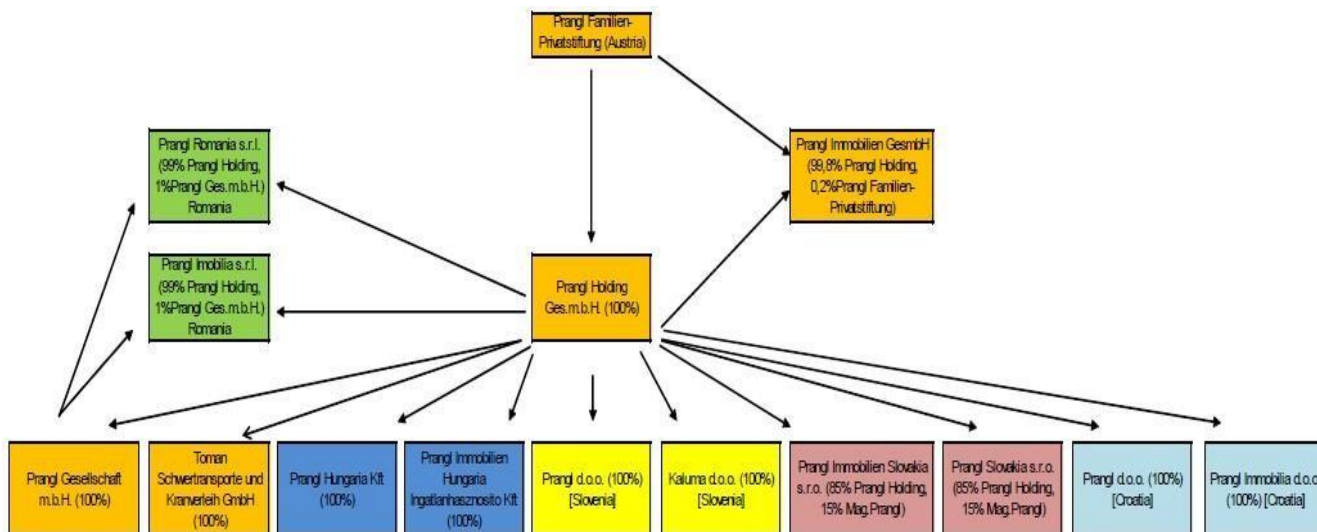 Prangl Familien-
Privatstiftung (Austria)
Prangl Romania s.r.l.
(99% Prangl Holding,
1%Prangl Ges.m.b.H.)
Romania
Prangl Immobilien GesmbH
(99,8% Prangl Holding,
0,2%Prangl Familien-
Privatstiftung)
Prangl Imobilia s.r.l.
(99% Prangl Holding,
1%Prangl Ges.m.b.H.)
Romania
Prangl Holding
Ges.m.b.H. (100%)
Prangl Gesellschaft
m.b.H. (100%)
Toman
Schwertransporte und
Kranverleih GmbH
(100%)
Prangl Hungaria Kft
(100%)
Prangl Immobilien
Hungaria
Ingatlanhasznosito Kft
(100%)
Prangl d.o.o. (100%)
[Slovenia]
Kaluma d.o.o. (100%)
[Slovenia]
Prangl Immobilien Slovakia
s.r.o. (85% Prangl Holding,
15% Mag.Prangl)
Prangl Slovakia s.r.o.
(85% Prangl Holding,
15% Mag.Prangl)
Prangl d.o.o. (100%)
[Croatia]
Prangl Immobilia d.o.o
(100%) [Croatia]